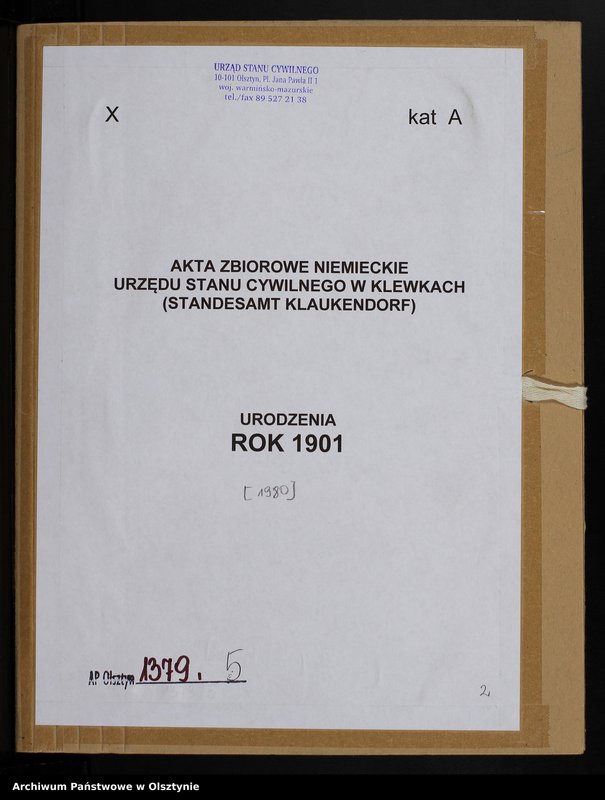 URZĄD STANU CYWILNEGO
10-101 Olsztyn, Pl. Jana Pawła II 1
woj. warmińsko-mazurskie
tel./fax 89 527 21 38
X kat A
AKTA ZBIOROWE NIEMIECKIE
URZĘDU STANU CYWILNEGO W KLEWKACH
(STANDESAMT KLAUKENDORF)
URODZENIA
ROK 1901
[1980]
AP Olsztyn 1379. 5
2
Archiwum Państwowe w Olsztynie